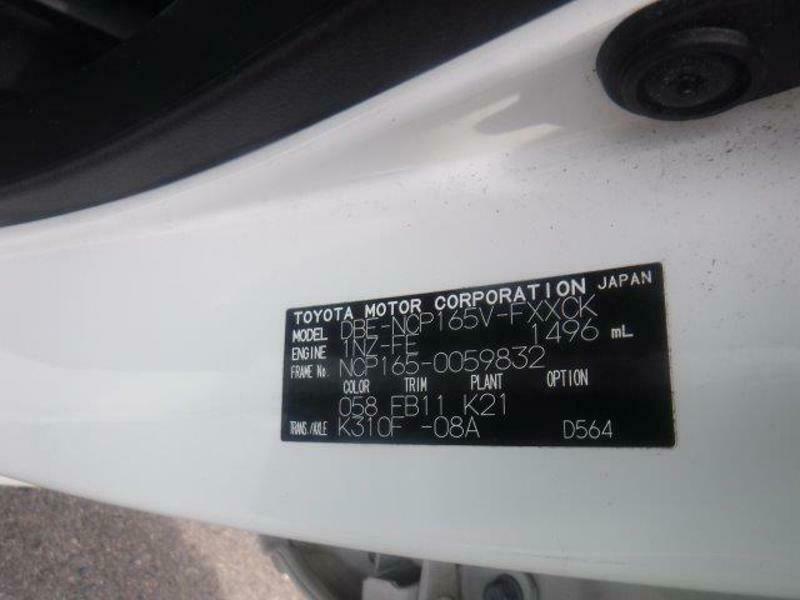 TOYOTA MOTOR CORPORATION JAPAN
MODEL DBE-NCP165V-FXXCK
ENGINE 1NZ-FE 1496 mL
FRAME No. NCP165-0059832
COLOR TRIM PLANT OPTION
058 FB11 K21
TRANS./AXLE K310F -08A D564